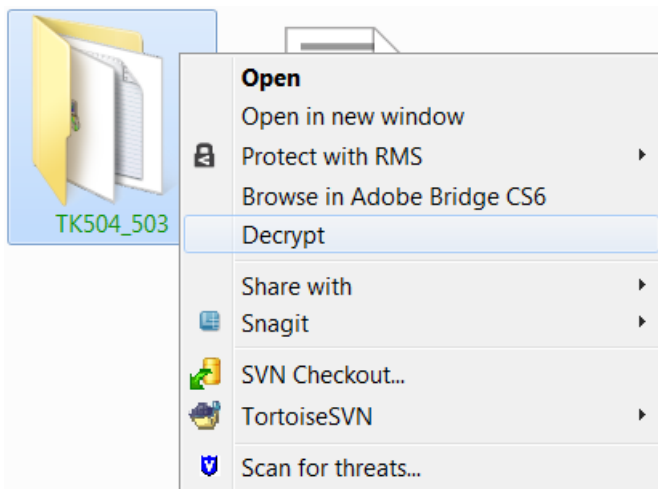 TK504_503
Open
Open in new window
Protect with RMS
Browse in Adobe Bridge CS6
Decrypt
Share with
Snagit
SVN Checkout...
TortoiseSVN
Scan for threats...